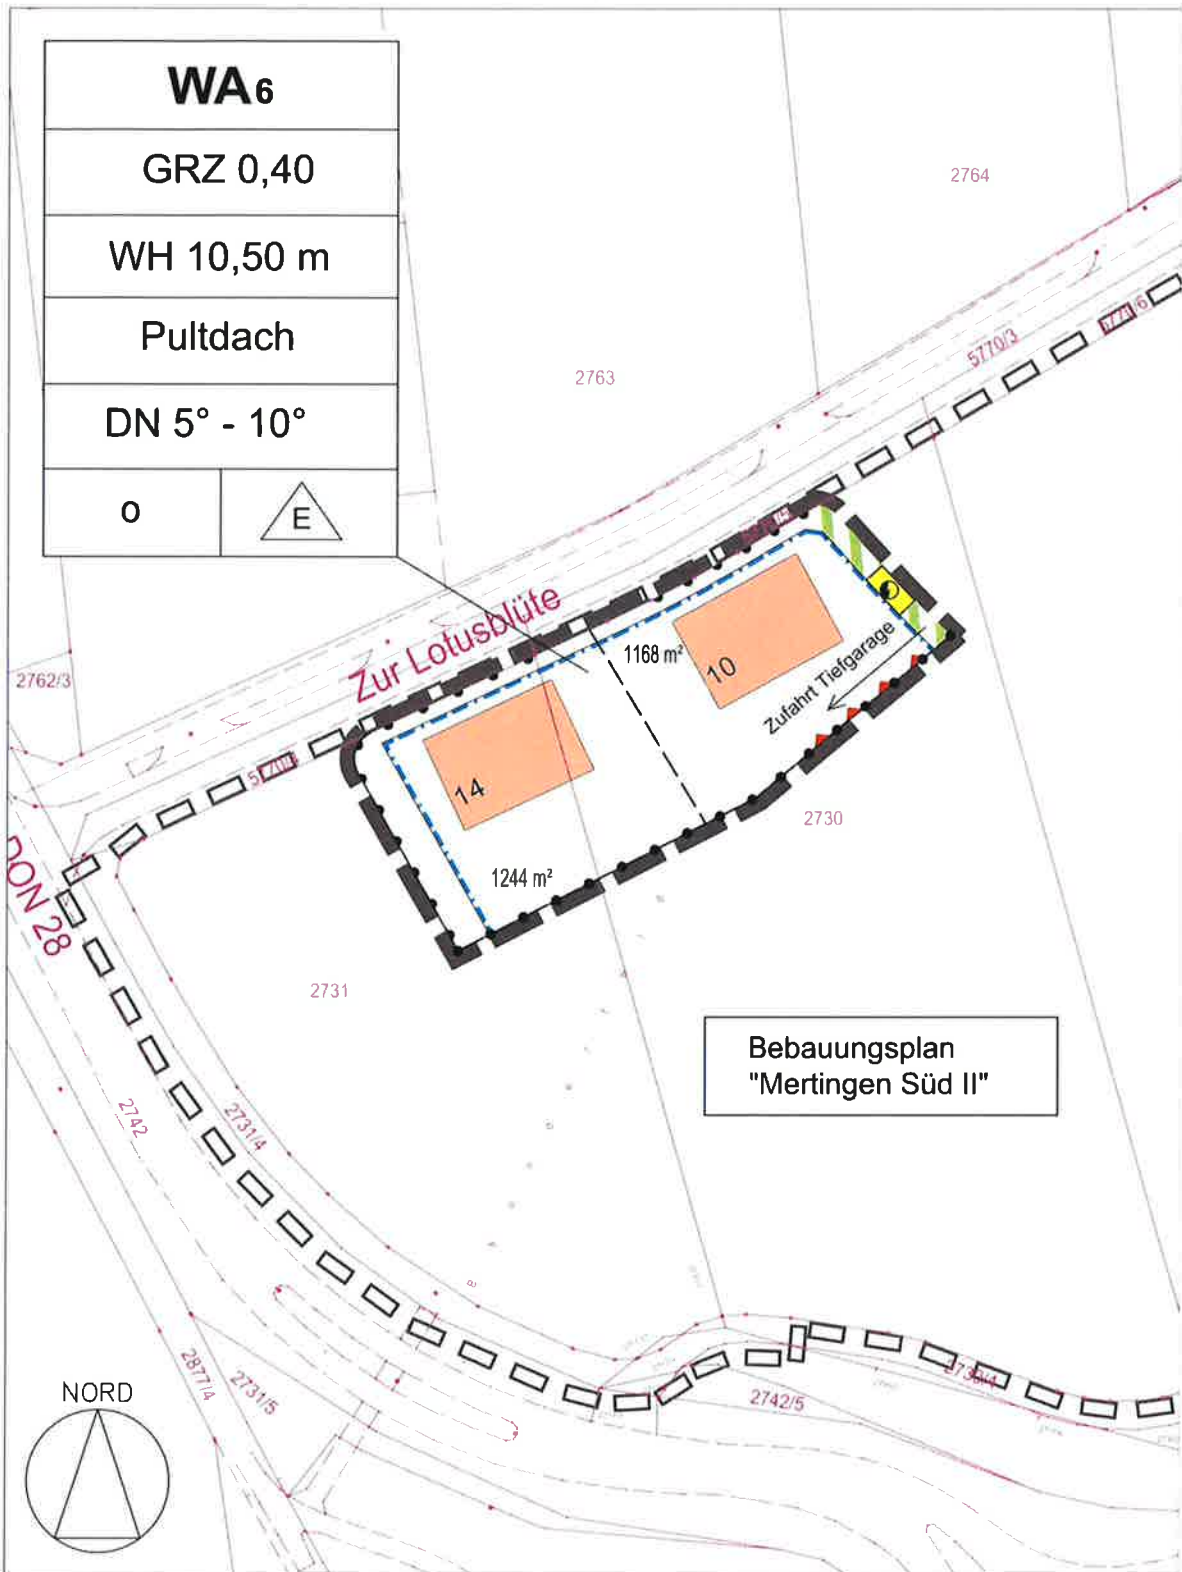 WA6
GRZ 0,40
WH 10,50 m
Pultdach
DN 5° - 10°
o
E
2764
2763
5770/3
Zur Lotusblüte
2762/3
1168 m²
10
Zufahrt Tiefgarage
14
2730
1244 m²
DON 28
2731
Bebauungsplan
"Mertingen Süd II"
2742
2731/4
2877/4
2731/5
2742/5
NORD